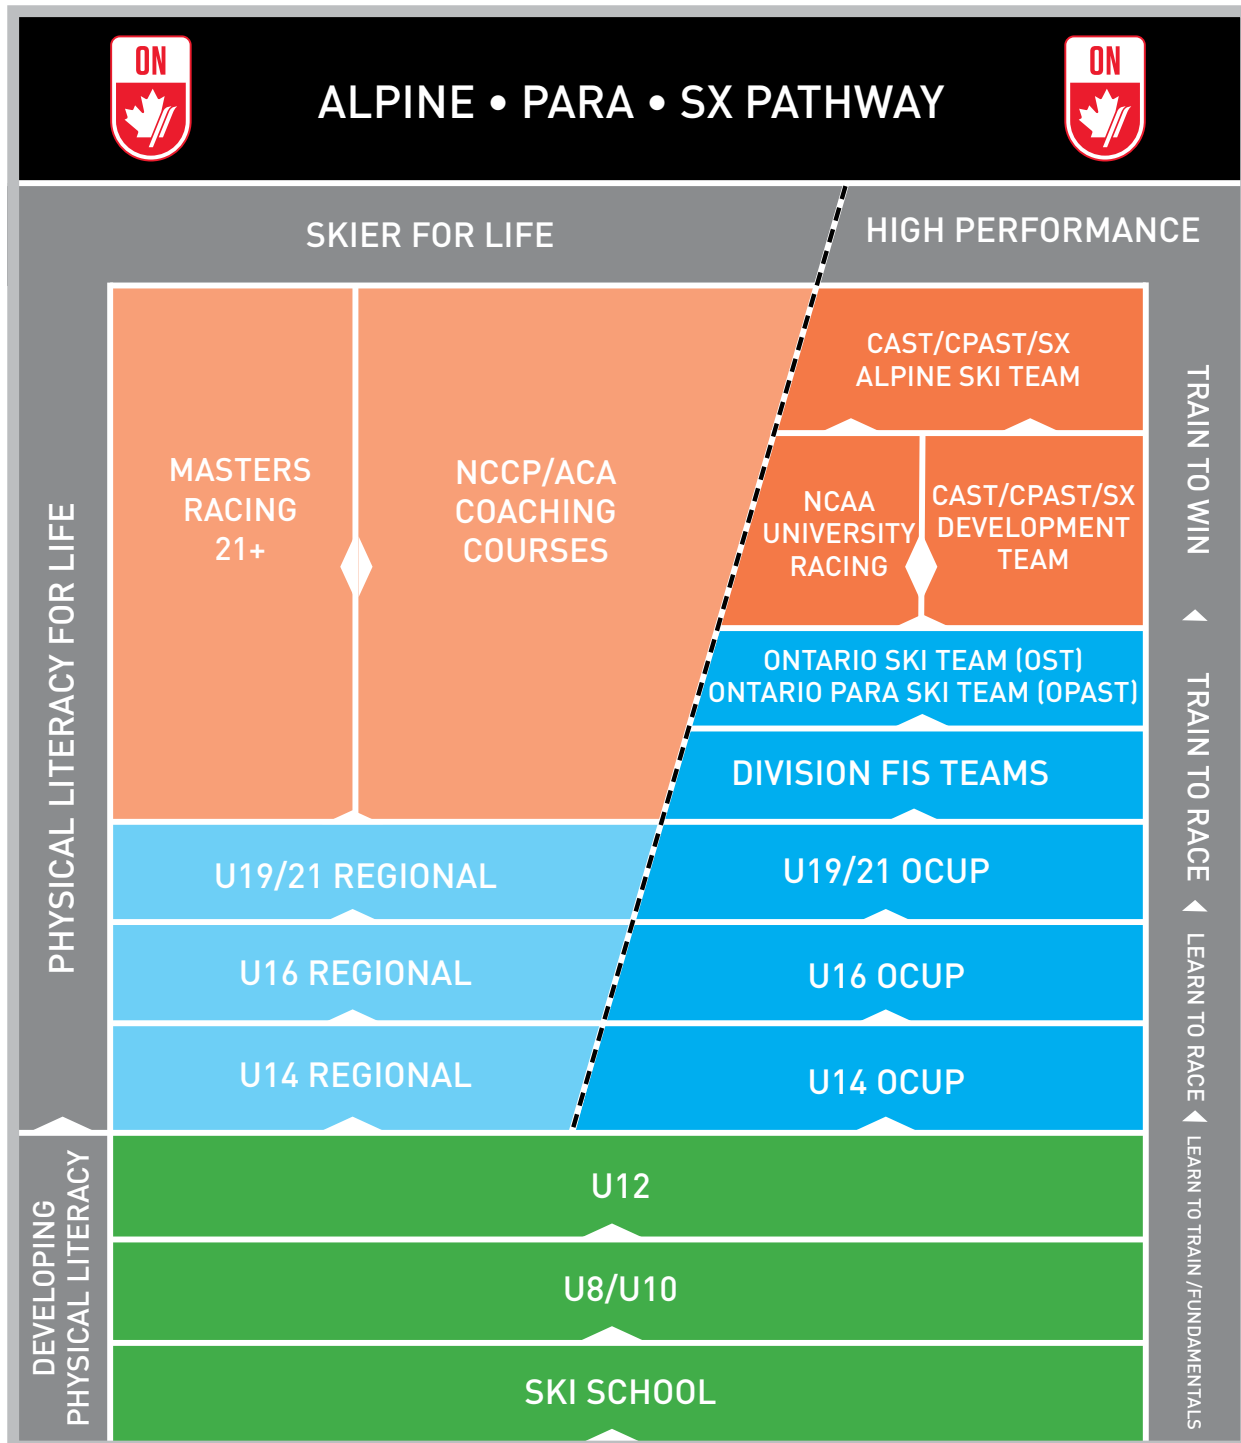 ON
ALPINE • PARA • SX PATHWAY
ON
SKIER FOR LIFE
HIGH PERFORMANCE
MASTERS
RACING
21+
NCCP/ACA
COACHING
COURSES
CAST/CPAST/SX
ALPINE SKI TEAM
NCAA
UNIVERSITY
RACING
CAST/CPAST/SX
DEVELOPMENT
TEAM
ONTARIO SKI TEAM (OST)
ONTARIO PARA SKI TEAM (OPAST)
DIVISION FIS TEAMS
U19/21 REGIONAL
U19/21 OCUP
U16 REGIONAL
U16 OCUP
U14 REGIONAL
U14 OCUP
U12
U8/U10
SKI SCHOOL
PHYSICAL LITERACY FOR LIFE
DEVELOPING
PHYSICAL LITERACY
TRAIN TO WIN
TRAIN TO RACE
LEARN TO RACE
LEARN TO TRAIN /FUNDAMENTALS